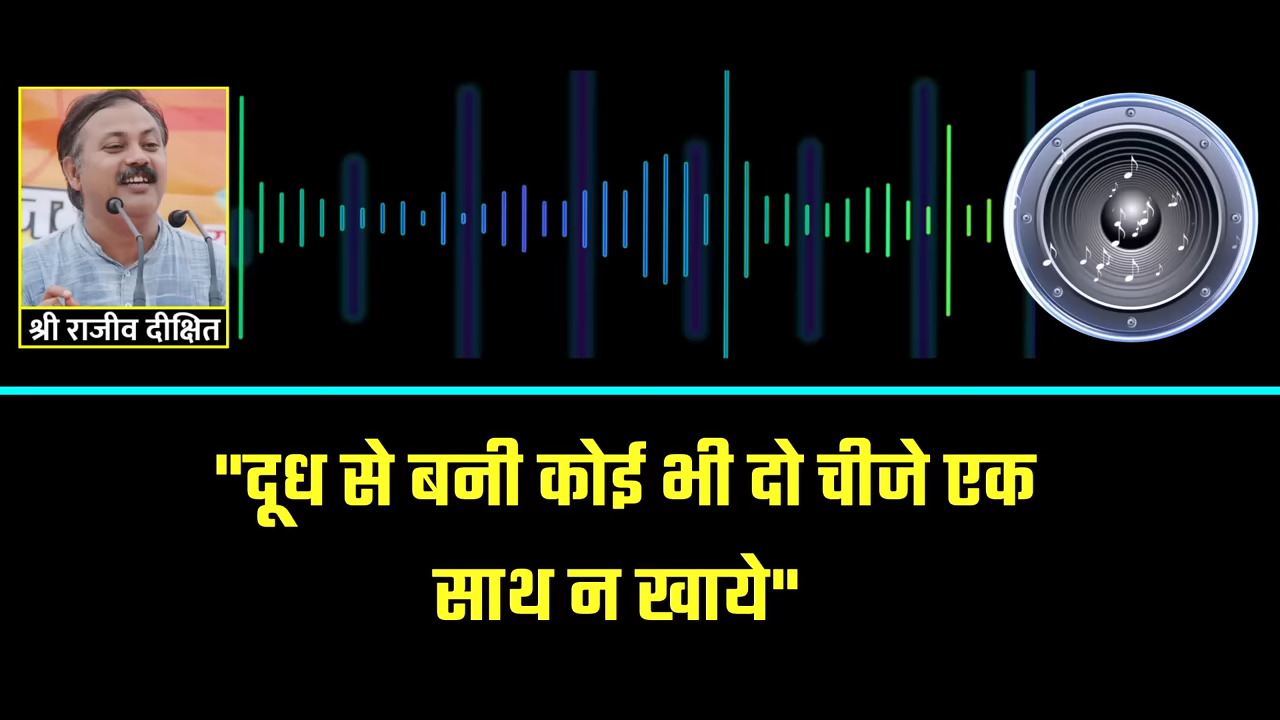 श्री राजीव दीक्षित
"दूध से बनी कोई भी दो चीजे एक
साथ न खाये"